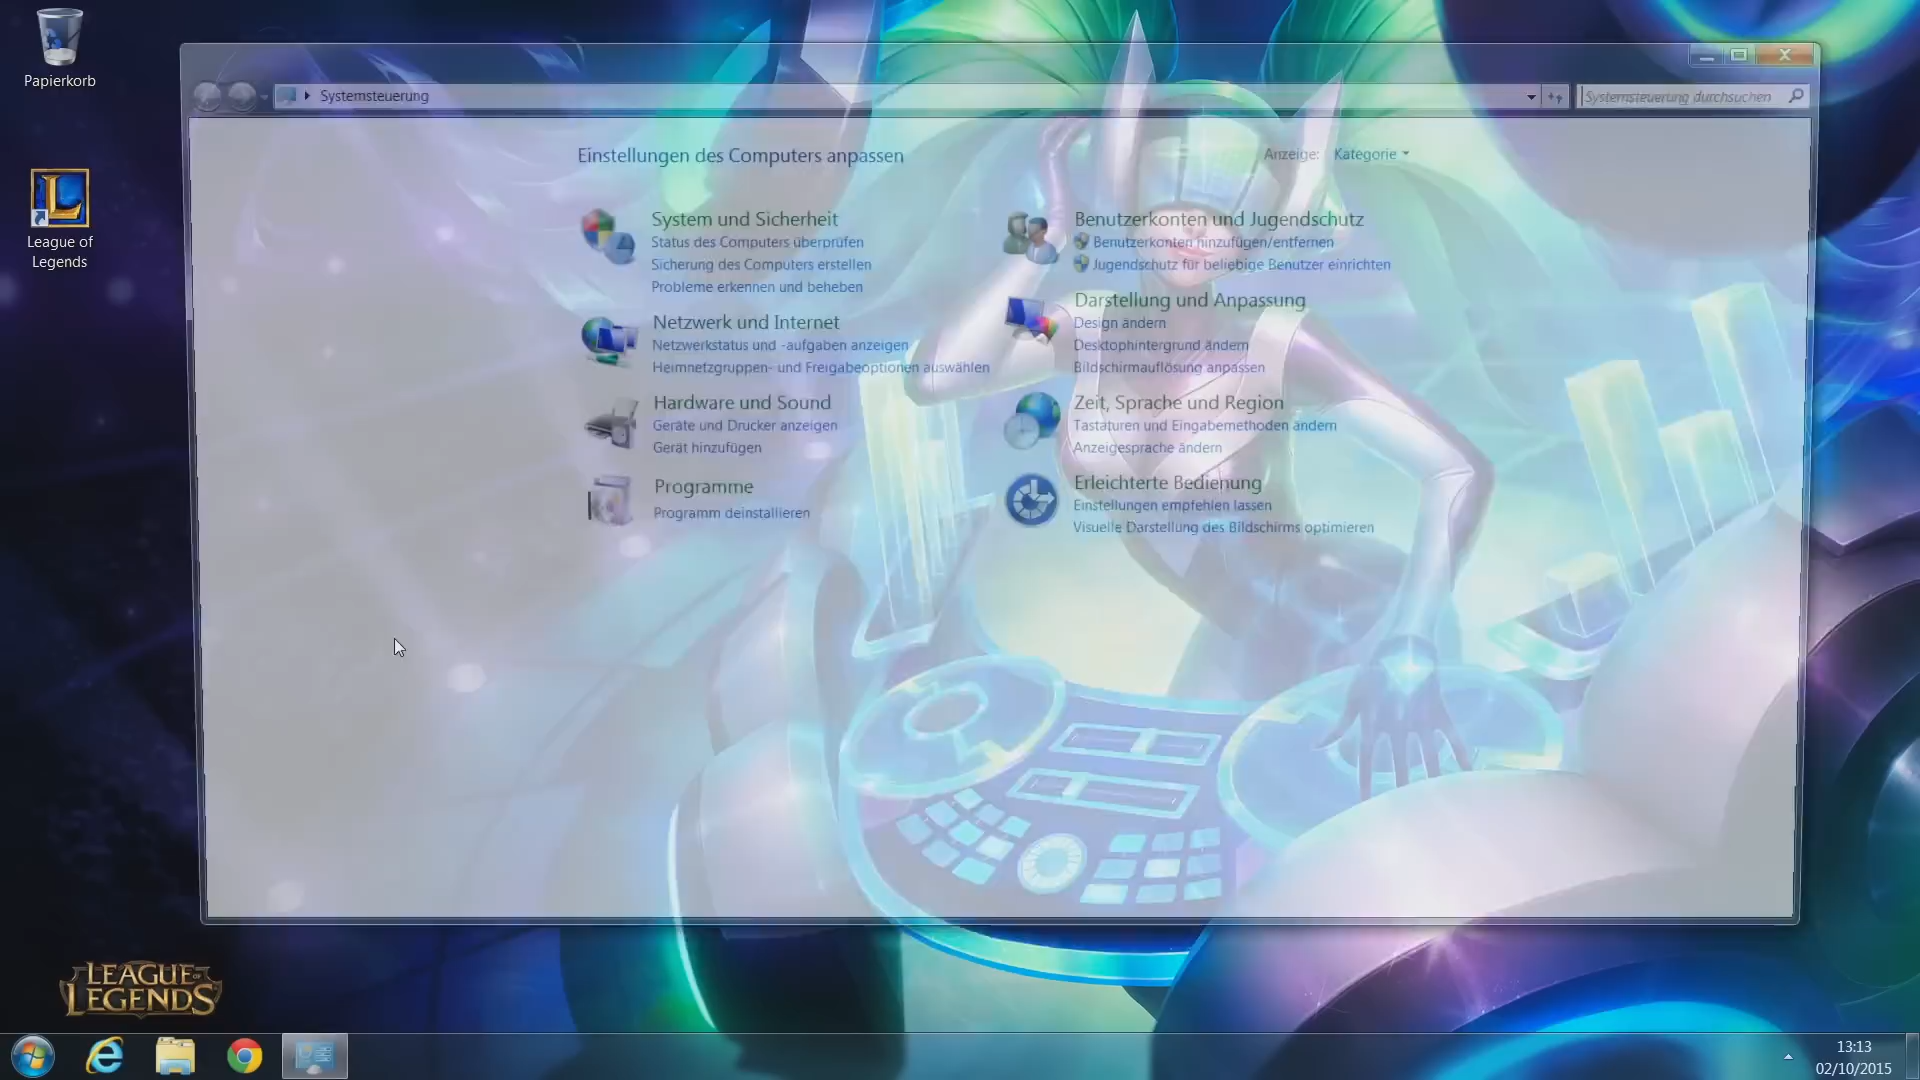 Papierkorb
League of
Legends
Systemsteuerung
Systemsteuerung durchsuchen
Einstellungen des Computers anpassen
Anzeige: Kategorie
System und Sicherheit
Status des Computers überprüfen
Sicherung des Computers erstellen
Probleme erkennen und beheben
Netzwerk und Internet
Netzwerkstatus und -aufgaben anzeigen
Heimnetzgruppen- und Freigabeoptionen auswählen
Hardware und Sound
Geräte und Drucker anzeigen
Gerät hinzufügen
Programme
Programm deinstallieren
Benutzerkonten und Jugendschutz
Benutzerkonten hinzufügen/entfernen
Jugendschutz für beliebige Benutzer einrichten
Darstellung und Anpassung
Design ändern
Desktophintergrund ändern
Bildschirmauflösung anpassen
Zeit, Sprache und Region
Tastaturen und Eingabemethoden ändern
Anzeigesprache ändern
Erleichterte Bedienung
Einstellungen empfehlen lassen
Visuelle Darstellung des Bildschirms optimieren
LEAGUE OF
LEGENDS
13:13
02/10/2015